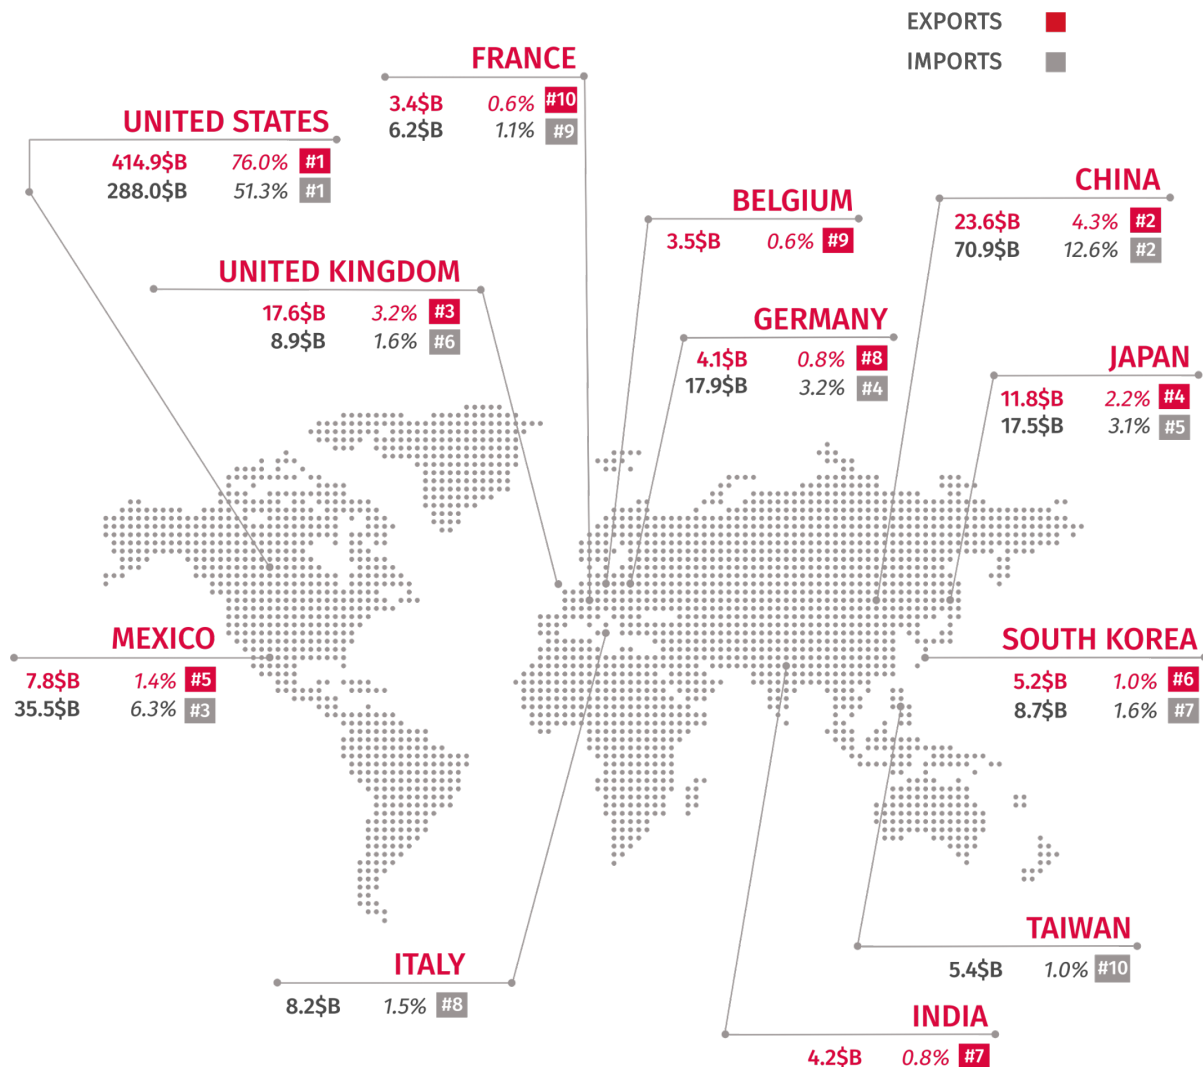 EXPORTS
IMPORTS
FRANCE
3.4$B 0.6% #10
6.2$B 1.1% #9
UNITED STATES
414.9$B 76.0% #1
288.0$B 51.3% #1
CHINA
23.6$B 4.3% #2
70.9$B 12.6% #2
BELGIUM
3.5$B 0.6% #9
UNITED KINGDOM
17.6$B 3.2% #3
8.9$B 1.6% #6
GERMANY
4.1$B 0.8% #8
17.9$B 3.2% #4
JAPAN
11.8$B 2.2% #4
17.5$B 3.1% #5
MEXICO
7.8$B 1.4% #5
35.5$B 6.3% #3
SOUTH KOREA
5.2$B 1.0% #6
8.7$B 1.6% #7
TAIWAN
5.4$B 1.0% #10
ITALY
8.2$B 1.5% #8
INDIA
4.2$B 0.8% #7